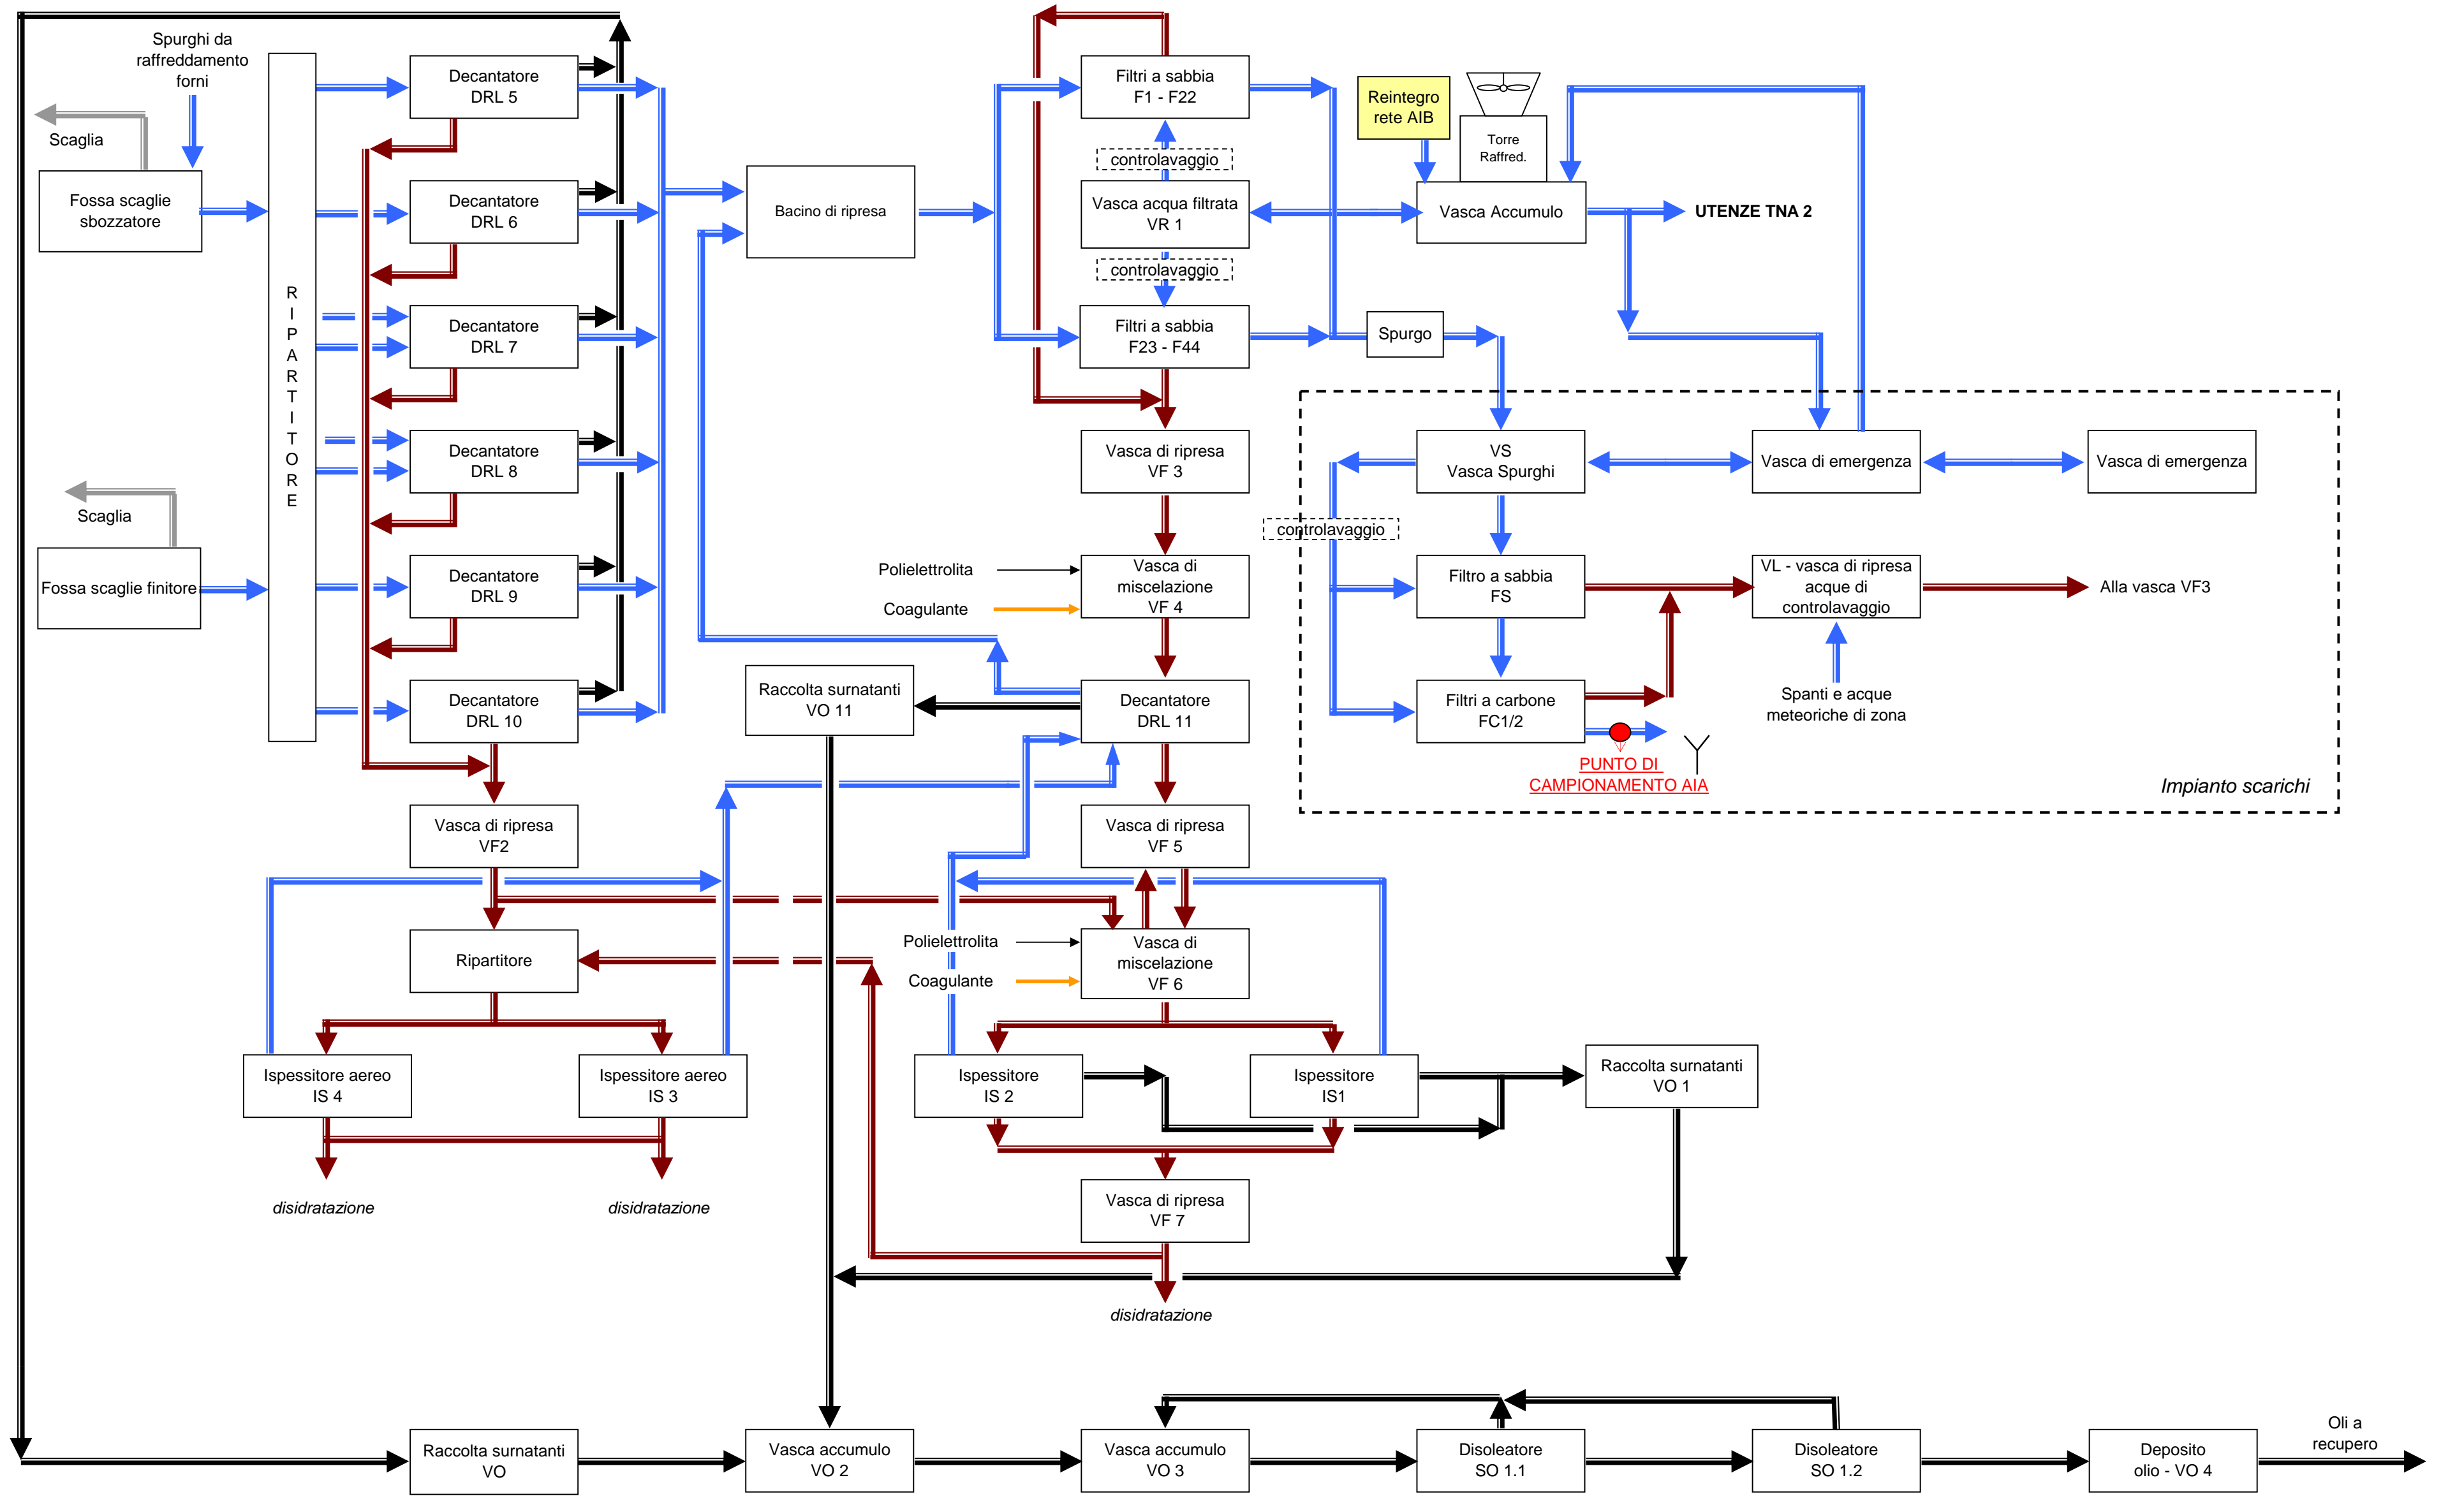 Spurghi da
raffreddamento
forni
Scaglia
Fossa scaglie
sbozzatore
Scaglia
Fossa scaglie finitore
R
I
P
A
R
T
I
T
O
R
E
Decantatore
DRL 5
Decantatore
DRL 6
Decantatore
DRL 7
Decantatore
DRL 8
Decantatore
DRL 9
Decantatore
DRL 10
Vasca di ripresa
VF2
Ripartitore
Ispessitore aereo
IS 4
Ispessitore aereo
IS 3
disidratazione
disidratazione
Bacino di ripresa
Raccolta surnatanti
VO 11
Filtri a sabbia
F1 - F22
controlavaggio
Vasca acqua filtrata
VR 1
controlavaggio
Filtri a sabbia
F23 - F44
Vasca di ripresa
VF 3
Polielettrolita
Coagulante
Vasca di
miscelazione
VF 4
Decantatore
DRL 11
Vasca di ripresa
VF 5
Polielettrolita
Coagulante
Vasca di
miscelazione
VF 6
Ispessitore
IS 2
Ispessitore
IS1
Raccolta surnatanti
VO 1
Vasca di ripresa
VF 7
disidratazione
Reintegro
rete AIB
Torre
Raffred.
Vasca Accumulo
UTENZE TNA 2
Spurgo
VS
Vasca Spurghi
Vasca di emergenza
Vasca di emergenza
controlavaggio
Filtro a sabbia
FS
VL - vasca di ripresa
acque di
controlavaggio
Alla vasca VF3
Filtri a carbone
FC1/2
Spanti e acque
meteoriche di zona
PUNTO DI
CAMPIONAMENTO AIA
Impianto scarichi
Raccolta surnatanti
VO
Vasca accumulo
VO 2
Vasca accumulo
VO 3
Disoleatore
SO 1.1
Disoleatore
SO 1.2
Deposito
olio - VO 4
Oli a
recupero